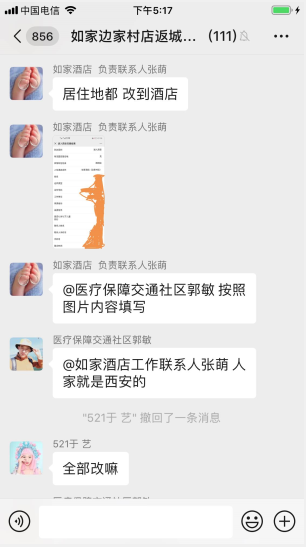 中国电信 下午5:17
856 如家边家村店返城... (111)
如家酒店 负责联系人张萌
居住地都 改到酒店
如家酒店 负责联系人张萌
如家酒店 负责联系人张萌
@医疗保障交通社区郭敏 按照
图片内容填写
医疗保障交通社区郭敏
@如家酒店工作联系人张萌 人
家就是西安的
"521于 艺" 撤回了一条消息
521于 艺
全部改嘛